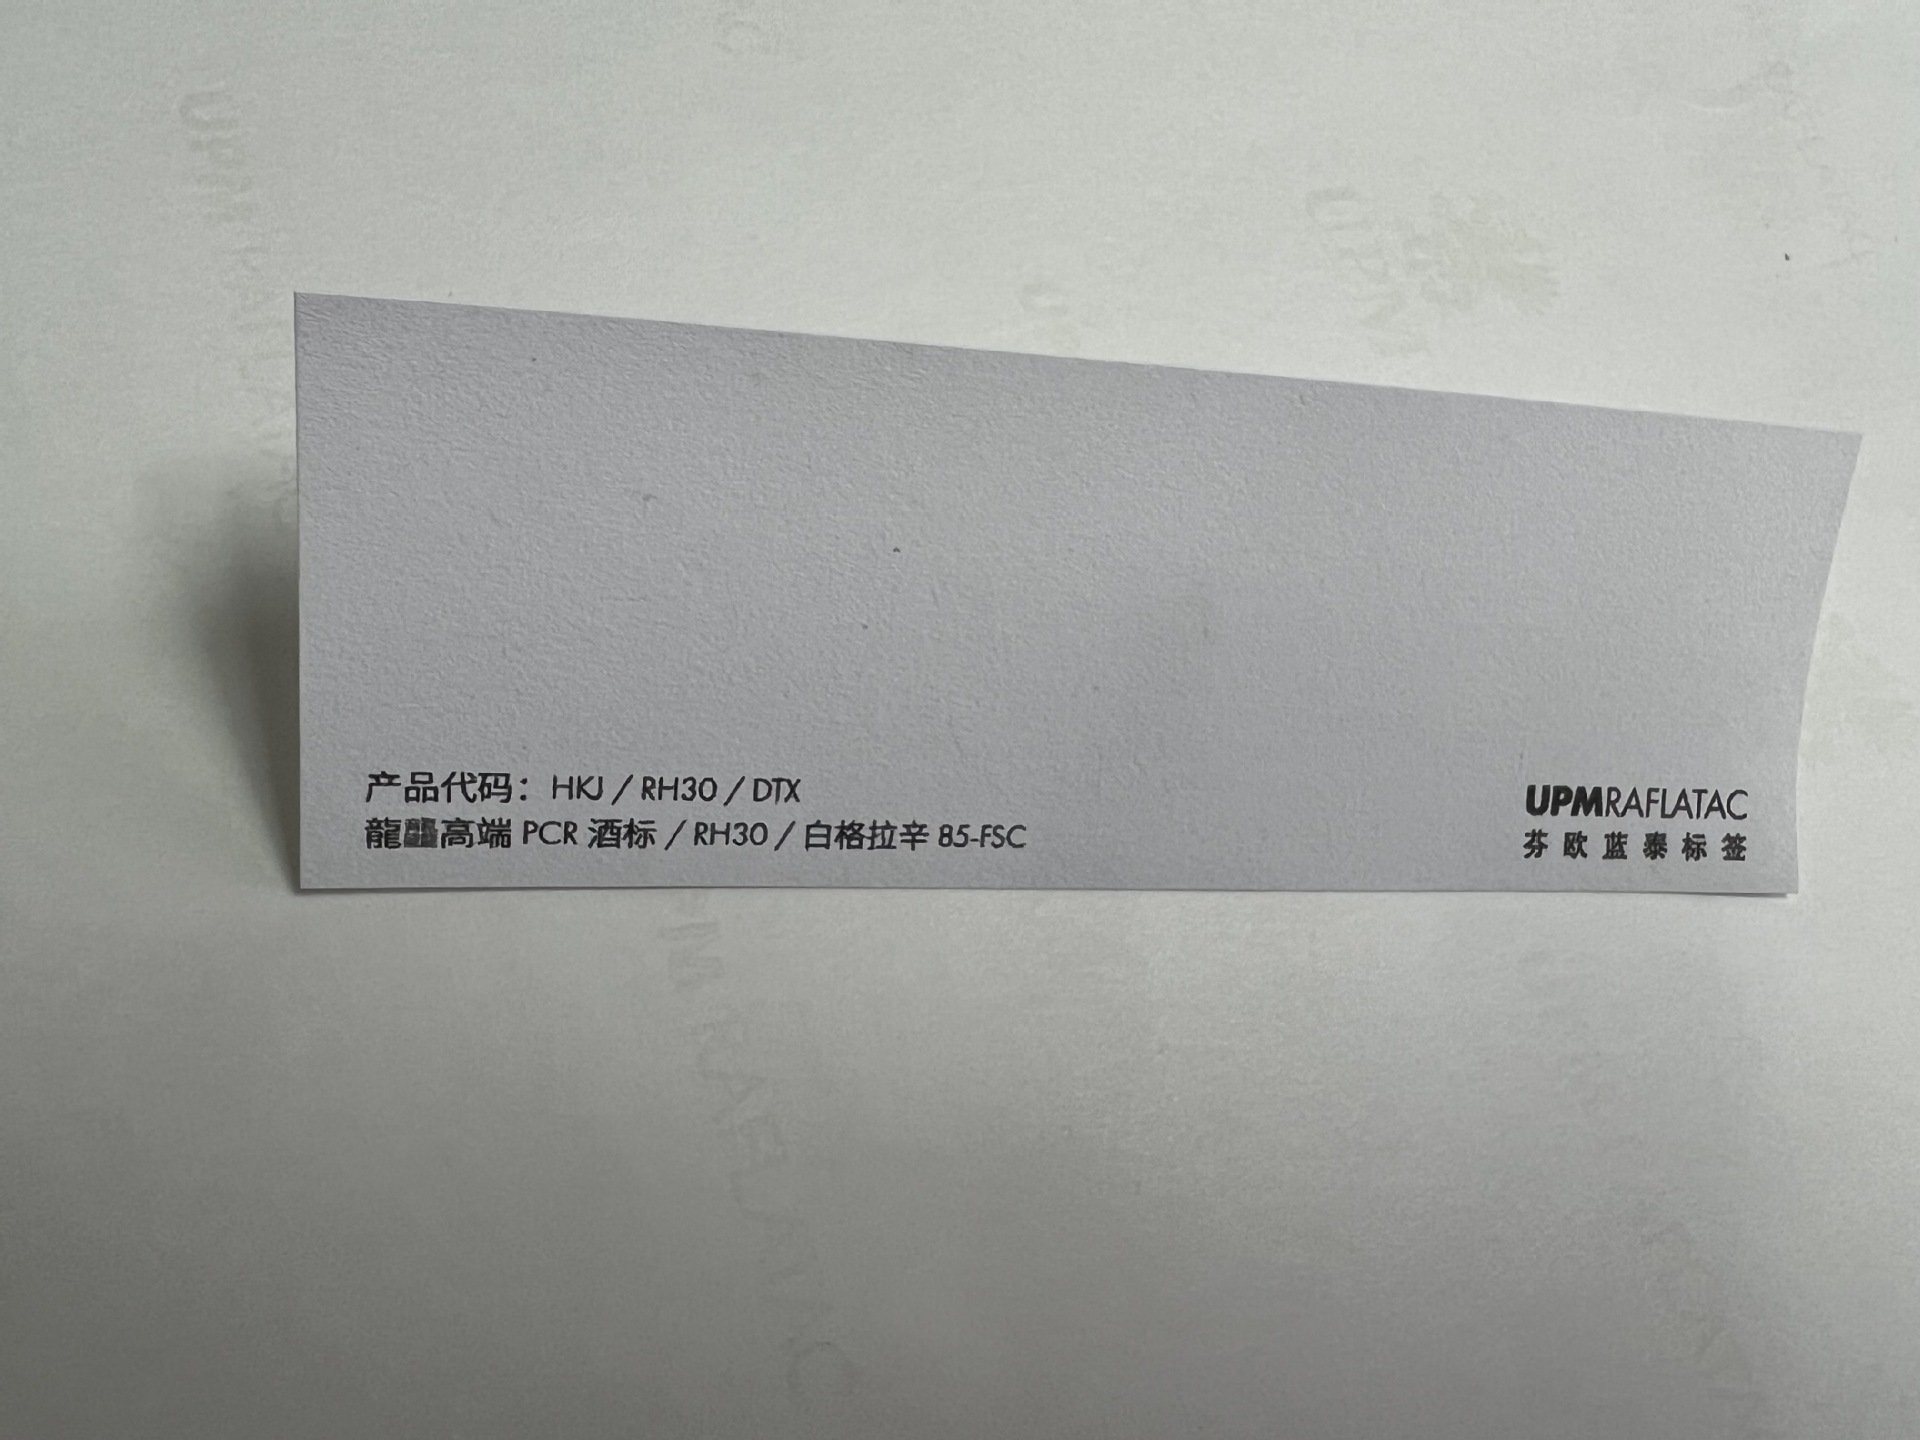 产品代码：HKJ / RH30 / DTX
龍高端 PCR 酒标 / RH30 / 白格拉辛 85-FSC
UPMRAFLATAC
芬欧蓝泰标签